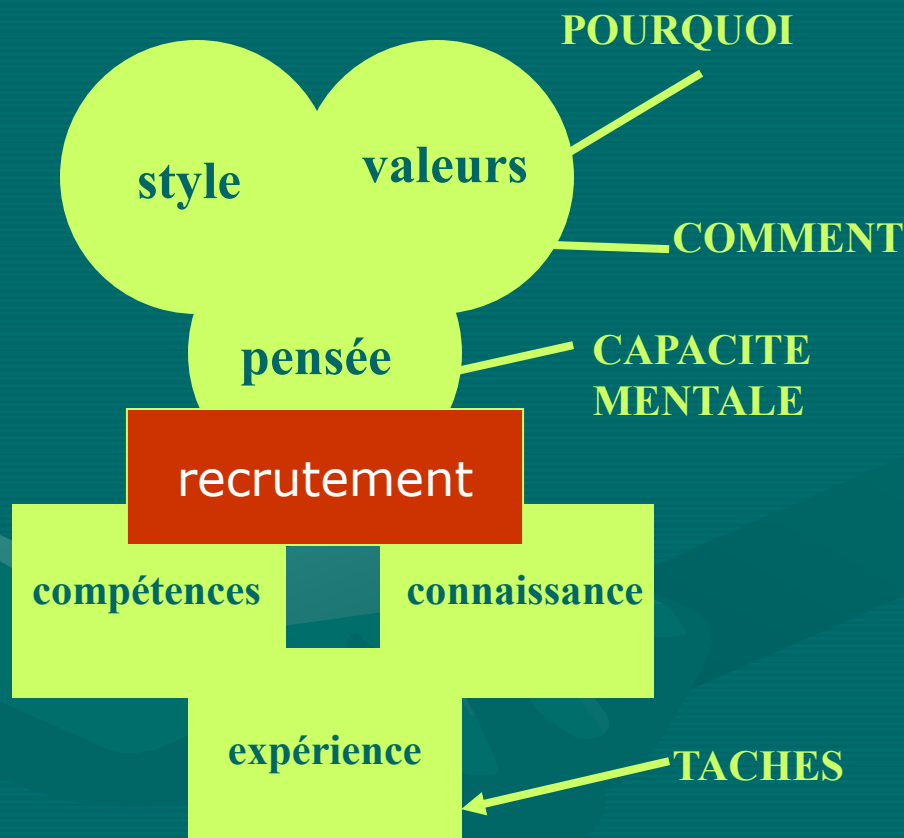 POURQUOI
style
valeurs
COMMENT
pensée
CAPACITE
MENTALE
recrutement
compétences
connaissance
expérience
TACHES